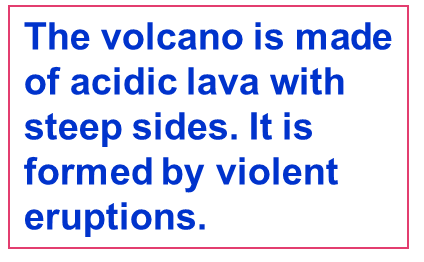 The volcano is made
of acidic lava with
steep sides. It is
formed by violent
eruptions.